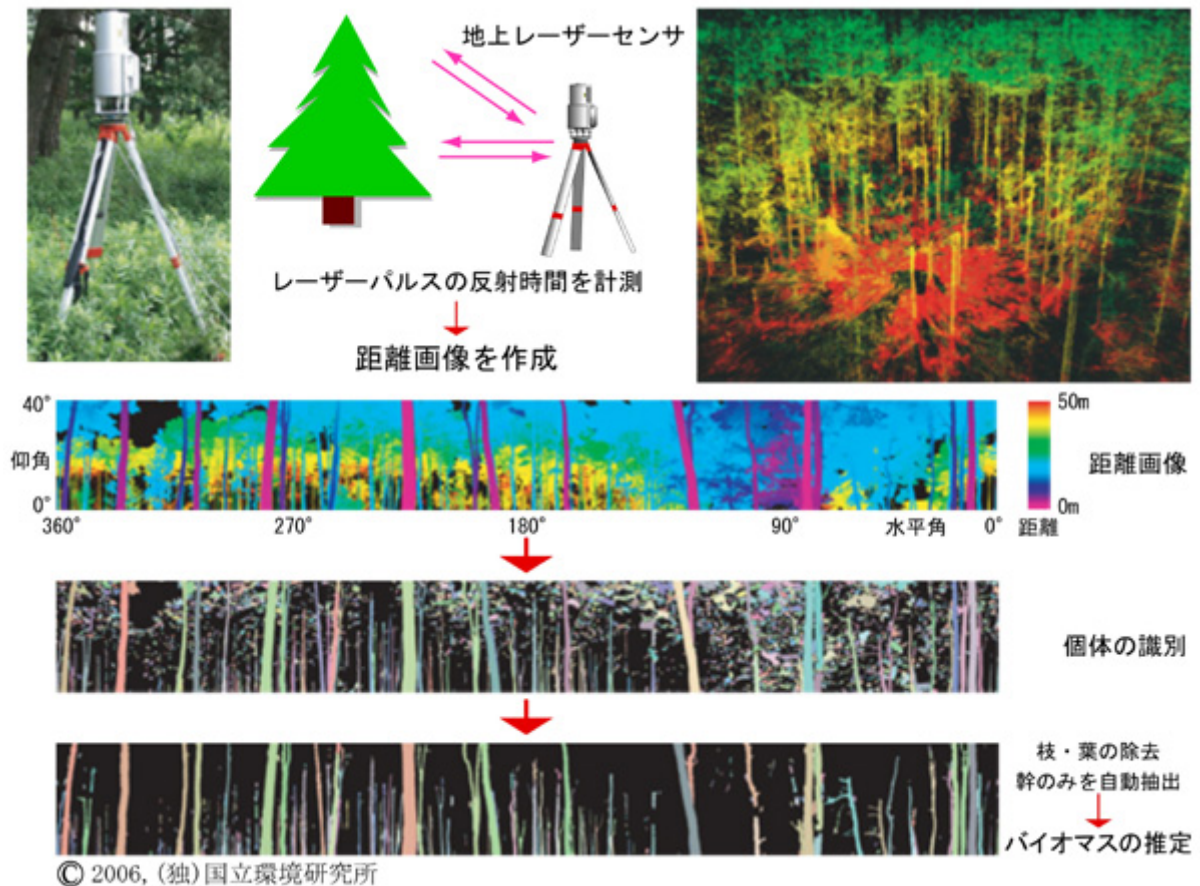 地上レーザーセンサ
レーザーパルスの反射時間を計測
距離画像を作成
40°
仰角
0°
360°
270°
180°
90°
水平角
0°
50m
0m
距離
距離画像
個体の識別
枝・葉の除去
幹のみを自動抽出
バイオマスの推定
© 2006, (独)国立環境研究所